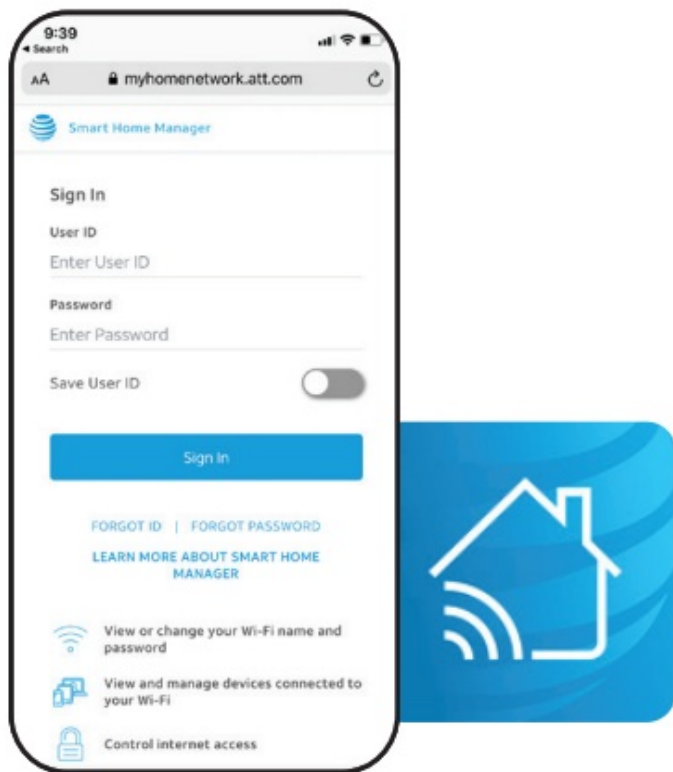 9:39
Search
AA myhomenetwork.att.com
Smart Home Manager
Sign In
User ID
Enter User ID
Password
Enter Password
Save User ID
Sign In
FORGOT ID | FORGOT PASSWORD
LEARN MORE ABOUT SMART HOME
MANAGER
View or change your Wi-Fi name and
password
View and manage devices connected to
your Wi-Fi
Control internet access